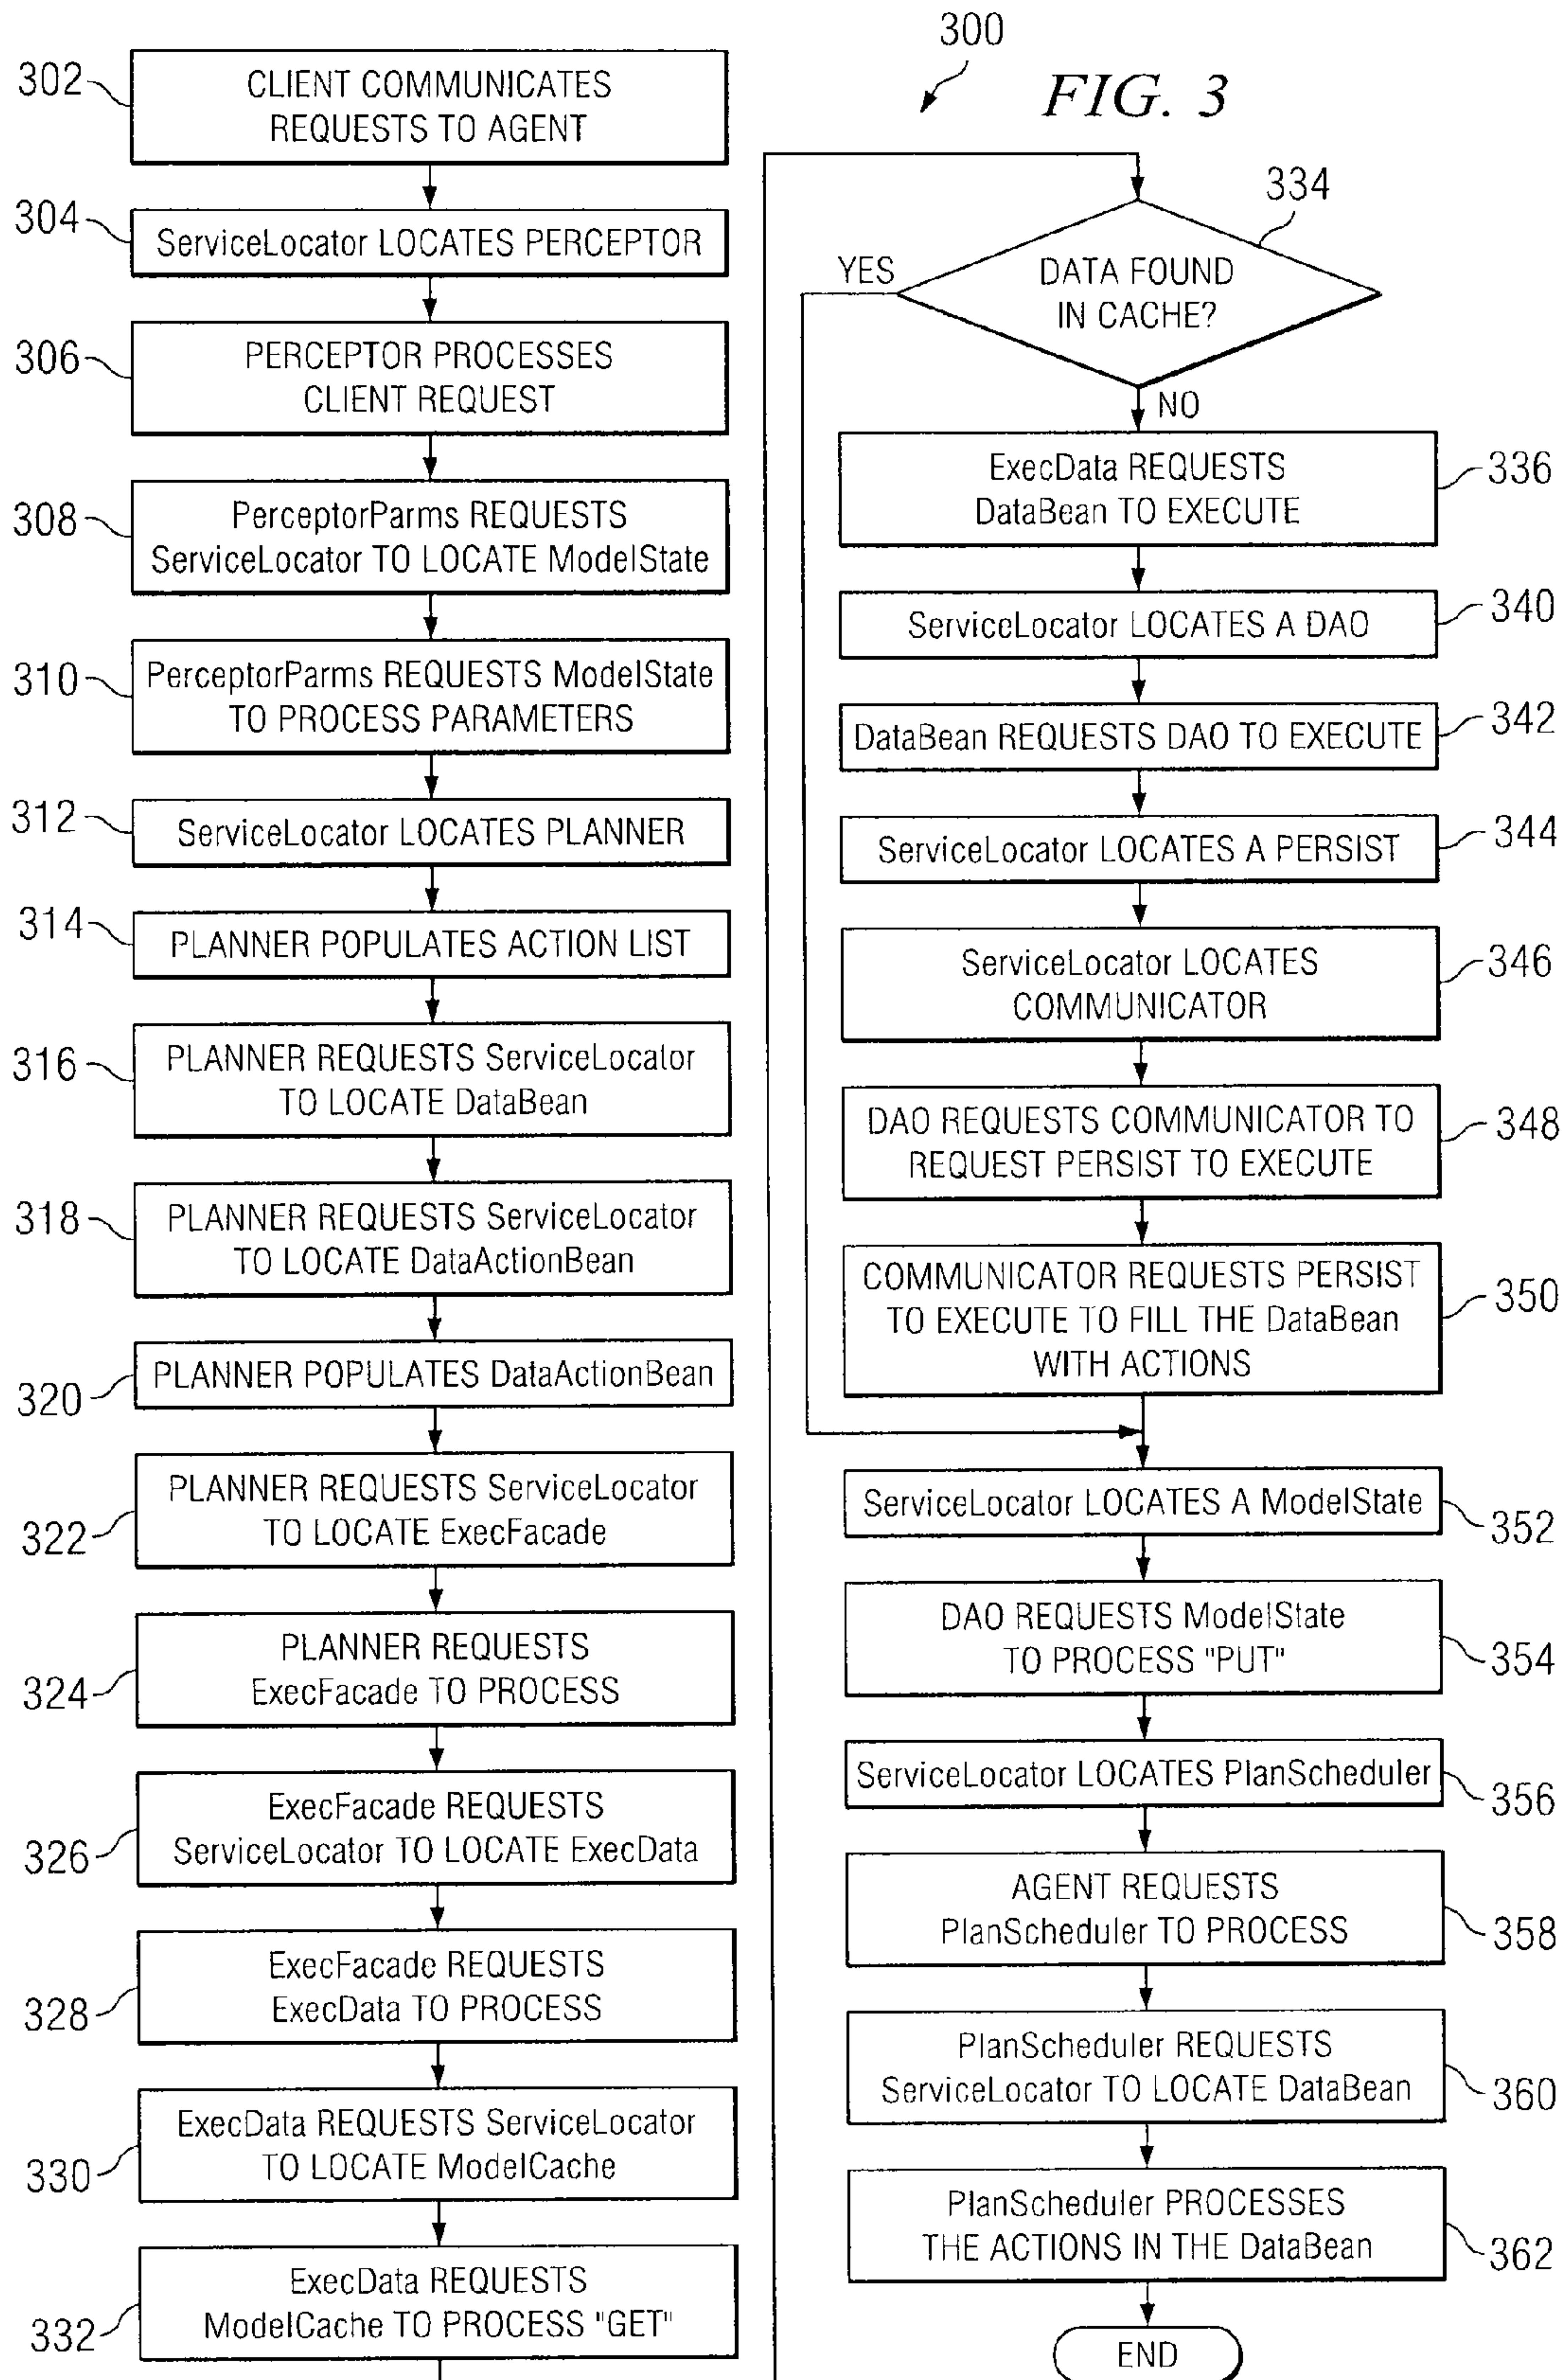 300
FIG. 3
302
CLIENT COMMUNICATES
REQUESTS TO AGENT
304
ServiceLocator LOCATES PERCEPTOR
306
PERCEPTOR PROCESSES
CLIENT REQUEST
308
PerceptorParms REQUESTS
ServiceLocator TO LOCATE ModelState
310
PerceptorParms REQUESTS ModelState
TO PROCESS PARAMETERS
312
ServiceLocator LOCATES PLANNER
314
PLANNER POPULATES ACTION LIST
316
PLANNER REQUESTS ServiceLocator
TO LOCATE DataBean
318
PLANNER REQUESTS ServiceLocator
TO LOCATE DataActionBean
320
PLANNER POPULATES DataActionBean
322
PLANNER REQUESTS ServiceLocator
TO LOCATE ExecFacade
324
PLANNER REQUESTS
ExecFacade TO PROCESS
326
ExecFacade REQUESTS
ServiceLocator TO LOCATE ExecData
328
ExecFacade REQUESTS
ExecData TO PROCESS
330
ExecData REQUESTS ServiceLocator
TO LOCATE ModelCache
332
ExecData REQUESTS
ModelCache TO PROCESS "GET"
334
DATA FOUND
IN CACHE?
YES
NO
ExecData REQUESTS
DataBean TO EXECUTE
336
ServiceLocator LOCATES A DAO
340
DataBean REQUESTS DAO TO EXECUTE
342
ServiceLocator LOCATES A PERSIST
344
ServiceLocator LOCATES
COMMUNICATOR
346
DAO REQUESTS COMMUNICATOR TO
REQUEST PERSIST TO EXECUTE
348
COMMUNICATOR REQUESTS PERSIST
TO EXECUTE TO FILL THE DataBean
WITH ACTIONS
350
ServiceLocator LOCATES A ModelState
352
DAO REQUESTS ModelState
TO PROCESS "PUT"
354
ServiceLocator LOCATES PlanScheduler
356
AGENT REQUESTS
PlanScheduler TO PROCESS
358
PlanScheduler REQUESTS
ServiceLocator TO LOCATE DataBean
360
PlanScheduler PROCESSES
THE ACTIONS IN THE DataBean
362
END